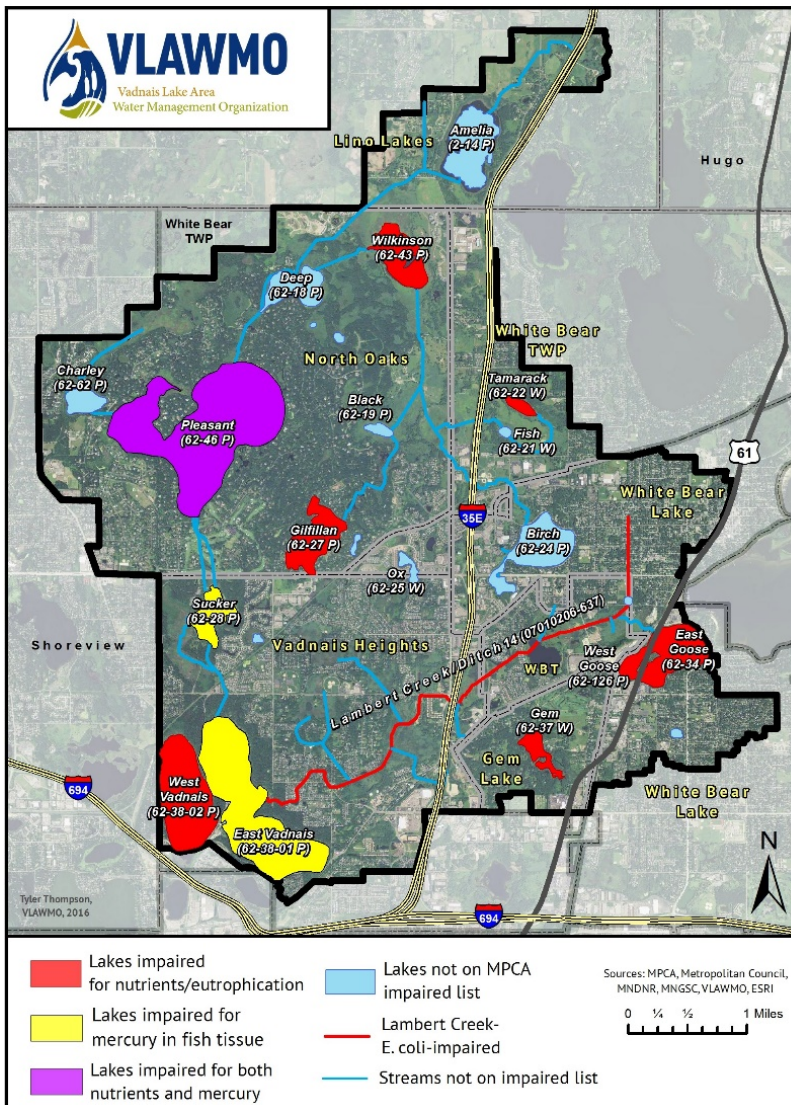 VLAWMO
Vadnais Lake Area
Water Management Organization
Amelia
(2-14 P)
Lino Lakes
Hugo
White Bear
TWP
Wilkinson
(62-43 P)
Deep
(62-18 P)
White Bear
TWP
North Oaks
Charley
(62-62 P)
Tamarack
(62-22 W)
Black
(62-19 P)
Pleasant
(62-46 P)
Fish
(62-21 W)
61
White Bear
Lake
35E
Gilfillan
(62-27 P)
Birch
(62-24 P)
Ox
(62-25 W)
Sucker
(62-28 P)
Shoreview
Vadnais Heights
Lambert Creek/Ditch 14 (07010206-637)
East
Goose
(62-34 P)
West
Goose
(62-126 P)
WBT
Gem
(62-37 W)
Gem
Lake
West
Vadnais
(62-38-02 P)
694
White Bear
Lake
East Vadnais
(62-38-01 P)
N
Tyler Thompson,
VLAWMO, 2016
694
Lakes impaired
for nutrients/eutrophication
Lakes impaired for
mercury in fish tissue
Lakes impaired for both
nutrients and mercury
Lakes not on MPCA
impaired list
Lambert Creek-
E. coli-impaired
Streams not on impaired list
Sources: MPCA, Metropolitan Council,
MNDNR, MNGSC, VLAWMO, ESRI
0 ¼ ½ 1 Miles